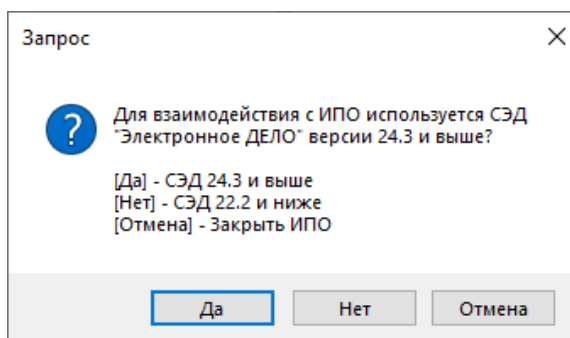 Запрос
Для взаимодействия с ИПО используется СЭД
"Электронное ДЕЛО" версии 24.3 и выше?
[Да] - СЭД 24.3 и выше
[Нет] - СЭД 22.2 и ниже
[Отмена] - Закрыть ИПО
Да
Нет
Отмена